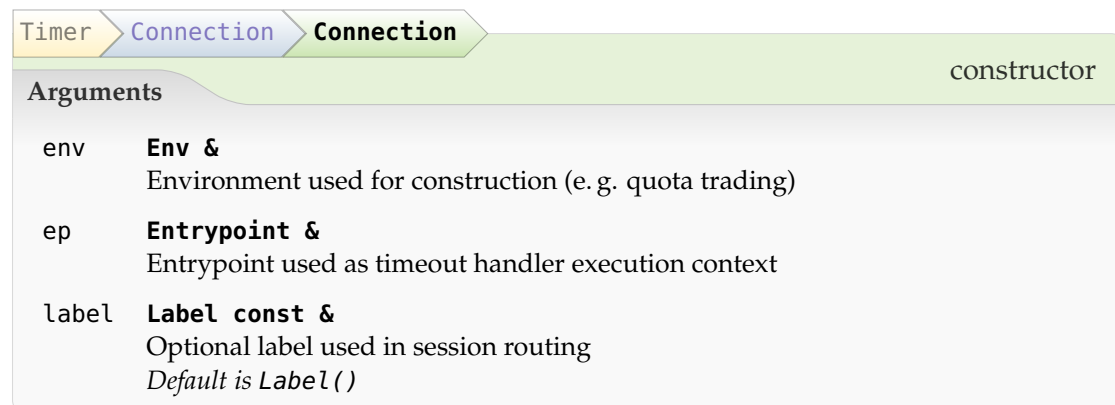 Timer Connection Connection
constructor
Arguments
env Env &
Environment used for construction (e. g. quota trading)
ep Entrypoint &
Entrypoint used as timeout handler execution context
label Label const &
Optional label used in session routing
Default is Label()